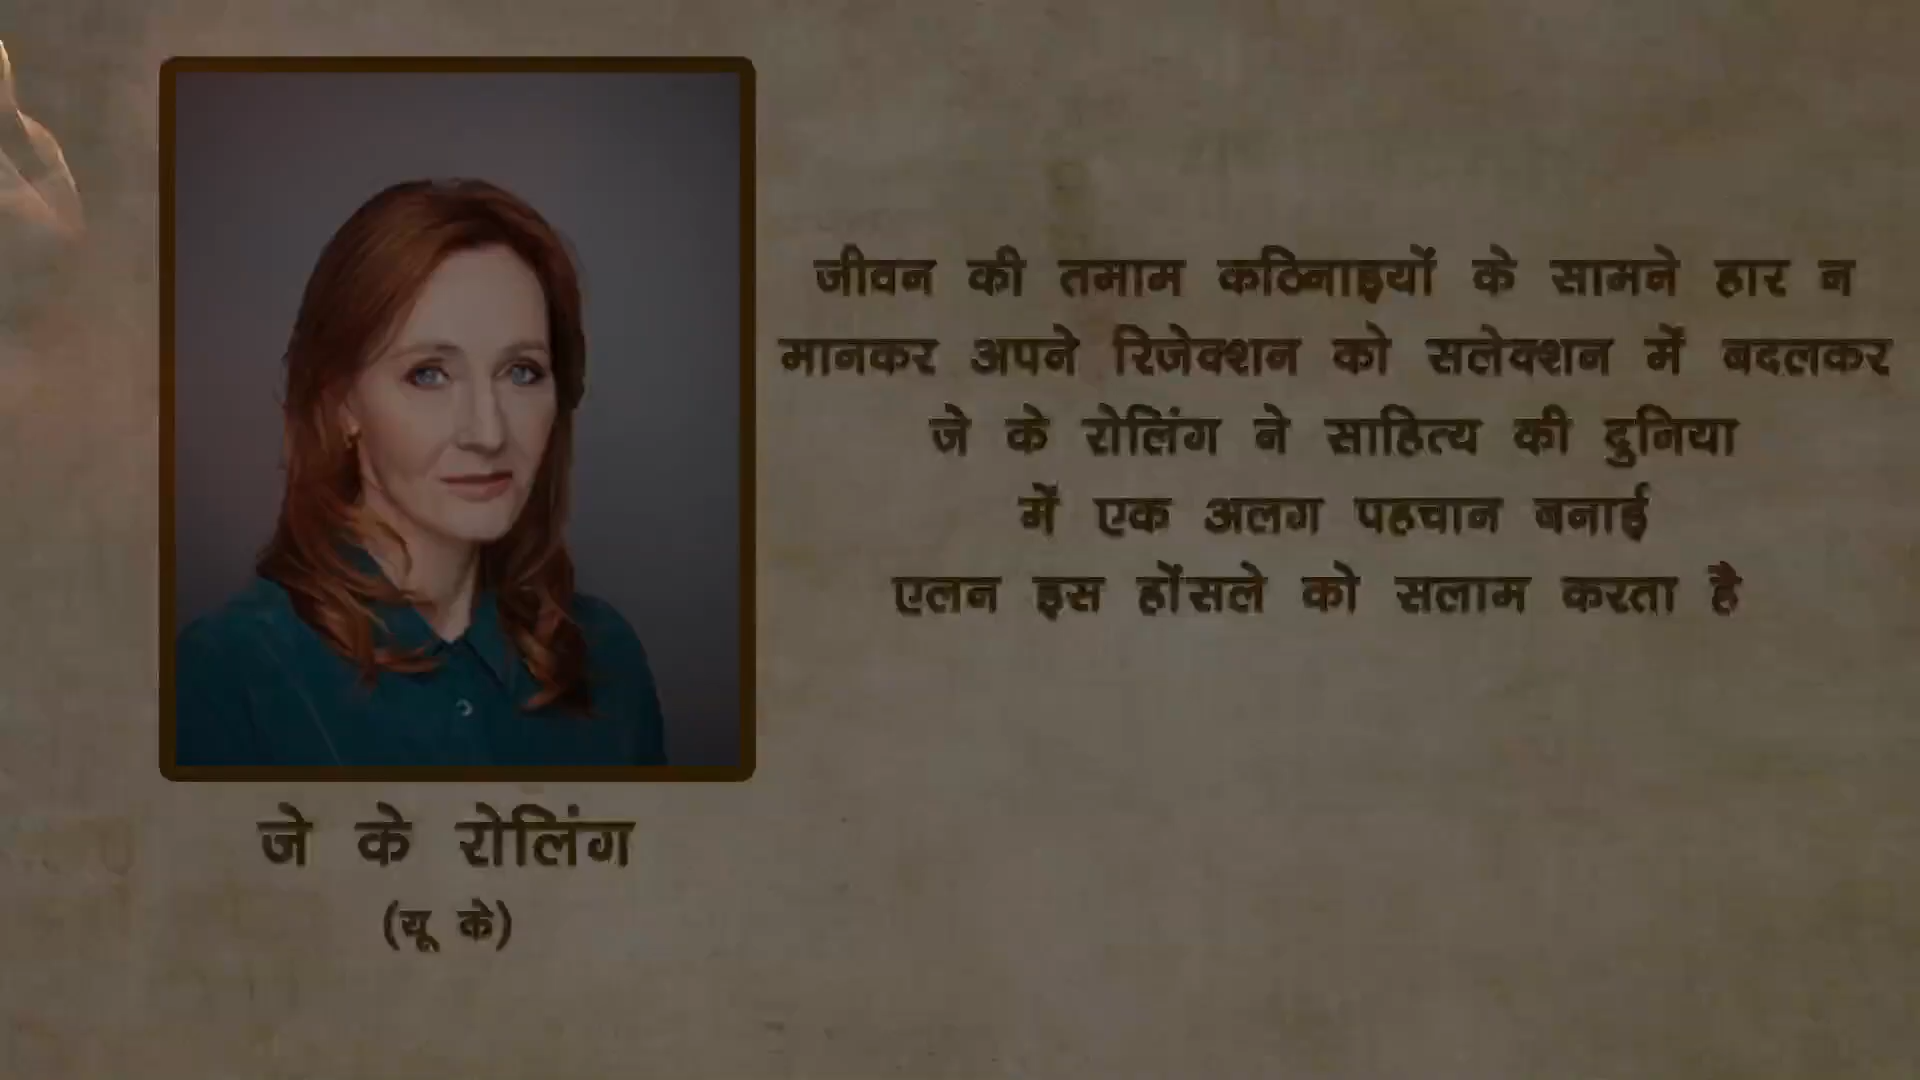 जीवन की तमाम कठिनाइयों के सामने हार न
मानकर अपने रिजेक्शन को सलेक्शन में बदलकर
जे के रोलिंग ने साहित्य की दुनिया
में एक अलग पहचान बनाई
एलन इस होंसले को सलाम करता है
जे के रोलिंग
(यू के)